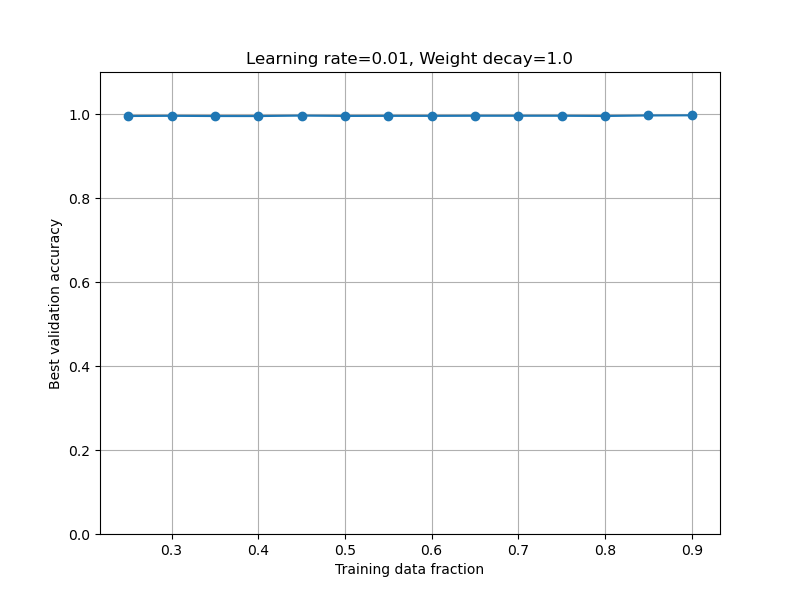 Learning rate=0.01, Weight decay=1.0
Best validation accuracy
1.0
0.8
0.6
0.4
0.2
0.0
0.3 0.4 0.5 0.6 0.7 0.8 0.9
Training data fraction